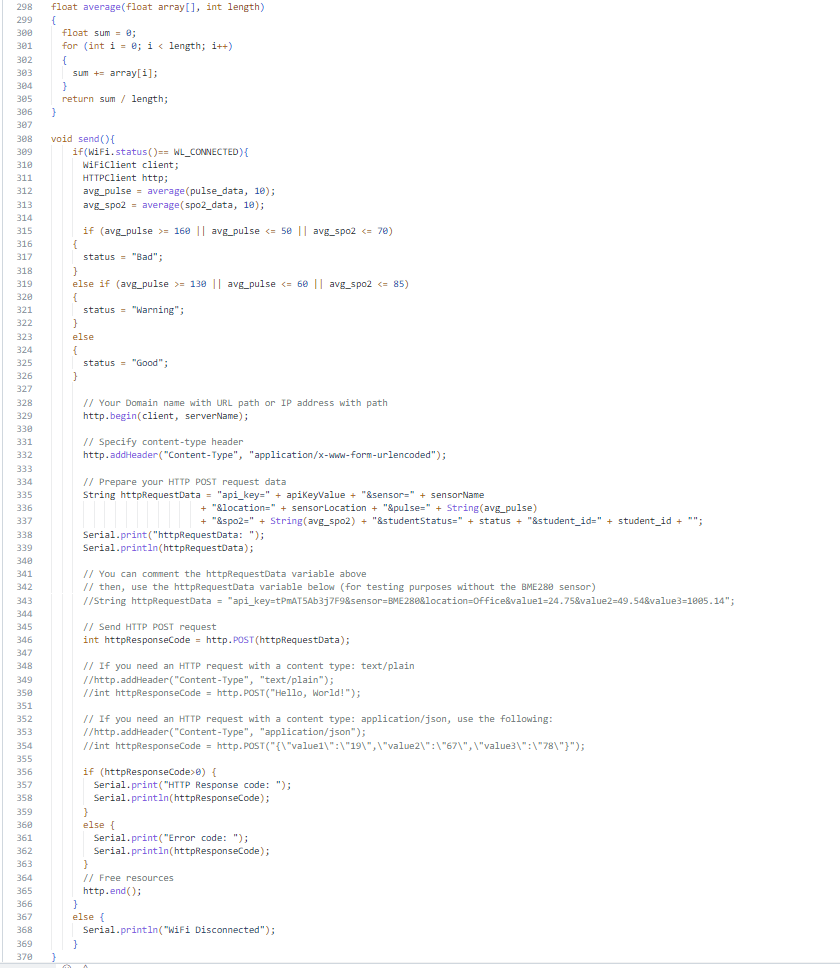 298 float average(float array[], int length)
299 {
300 float sum = 0;
301 for (int i = 0; i < length; i++)
302 {
303 sum += array[i];
304 }
305 return sum / length;
306 }
307
308 void send(){
309 if(WiFi.status()== WL_CONNECTED){
310 WiFiClient client;
311 HTTPClient http;
312 avg_pulse = average(pulse_data, 10);
313 avg_spo2 = average(spo2_data, 10);
314
315 if (avg_pulse >= 160 || avg_pulse <= 50 || avg_spo2 <= 70)
316 {
317 status = "Bad";
318 }
319 else if (avg_pulse >= 130 || avg_pulse <= 60 || avg_spo2 <= 85)
320 {
321 status = "Warning";
322 }
323 else
324 {
325 status = "Good";
326 }
327
328 // Your Domain name with URL path or IP address with path
329 http.begin(client, serverName);
330
331 // Specify content-type header
332 http.addHeader("Content-Type", "application/x-www-form-urlencoded");
333
334 // Prepare your HTTP POST request data
335 String httpRequestData = "api_key=" + apiKeyValue + "&sensor=" + sensorName
336 + "&location=" + sensorLocation + "&pulse=" + String(avg_pulse)
337 + "&spo2=" + String(avg_spo2) + "&studentStatus=" + status + "&student_id=" + student_id + "";
338 Serial.print("httpRequestData: ");
339 Serial.println(httpRequestData);
340
341 // You can comment the httpRequestData variable above
342 // then, use the httpRequestData variable below (for testing purposes without the BME280 sensor)
343 //String httpRequestData = "api_key=tPmAT5Ab3j7F9&sensor=BME280&location=Office&value1=24.75&value2=49.54&value3=1005.14";
344
345 // Send HTTP POST request
346 int httpResponseCode = http.POST(httpRequestData);
347
348 // If you need an HTTP request with a content type: text/plain
349 //http.addHeader("Content-Type", "text/plain");
350 //int httpResponseCode = http.POST("Hello, World!");
351
352 // If you need an HTTP request with a content type: application/json, use the following:
353 //http.addHeader("Content-Type", "application/json");
354 //int httpResponseCode = http.POST("{\"value1\":\"19\",\"value2\":\"67\",\"value3\":\"78\"}");
355
356 if (httpResponseCode>0) {
357 Serial.print("HTTP Response code: ");
358 Serial.println(httpResponseCode);
359 }
360 else {
361 Serial.print("Error code: ");
362 Serial.println(httpResponseCode);
363 }
364 // Free resources
365 http.end();
366 }
367 else {
368 Serial.println("WiFi Disconnected");
369 }
370 }